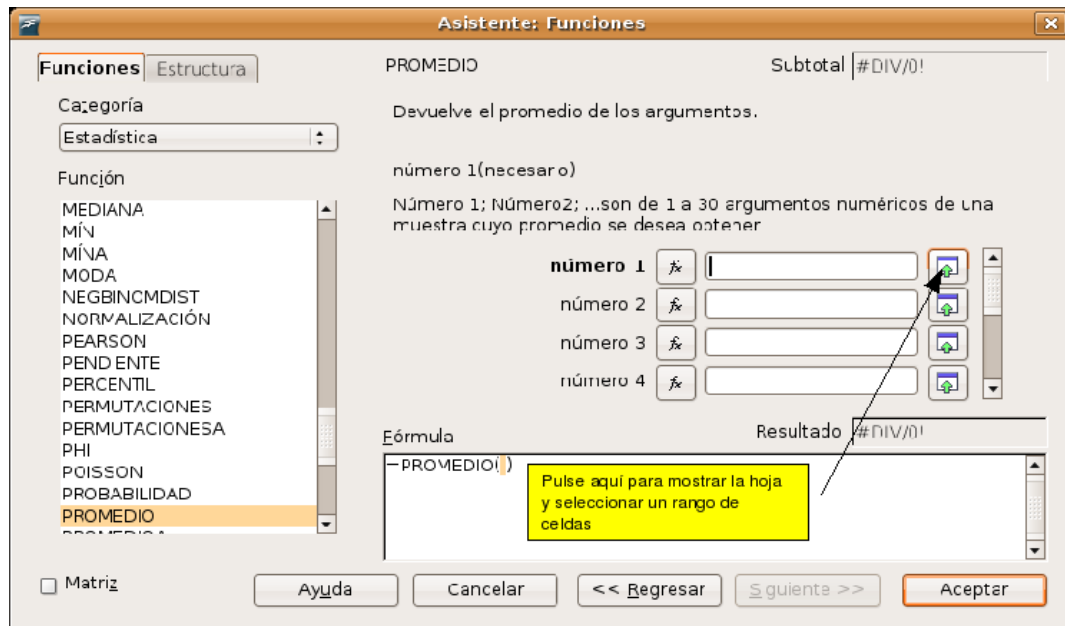 Asistente: Funciones
Funciones Estructura
PROMEDIO
Subtotal #DIV/0!
Categoría
Devuelve el promedio de los argumentos.
Estadística
número 1(necesario)
Función
Número 1; Número2; ...son de 1 a 30 argumentos numéricos de una
muestra cuyo promedio se desea obtener
MEDIANA
MÍN
MÍNA
MODA
NEGBINOMDIST
NORMALIZACIÓN
PEARSON
PENDIENTE
PERCENTIL
PERMUTACIONES
PERMUTACIONESA
PHI
POISSON
PROBABILIDAD
PROMEDIO
PROMEDIOA
número 1
número 2
número 3
número 4
Fórmula
Resultado #DIV/0!
=PROMEDIO( )
Pulse aquí para mostrar la hoja
y seleccionar un rango de
celdas
Matriz
Ayuda
Cancelar
<< Regresar
Siguiente >>
Aceptar